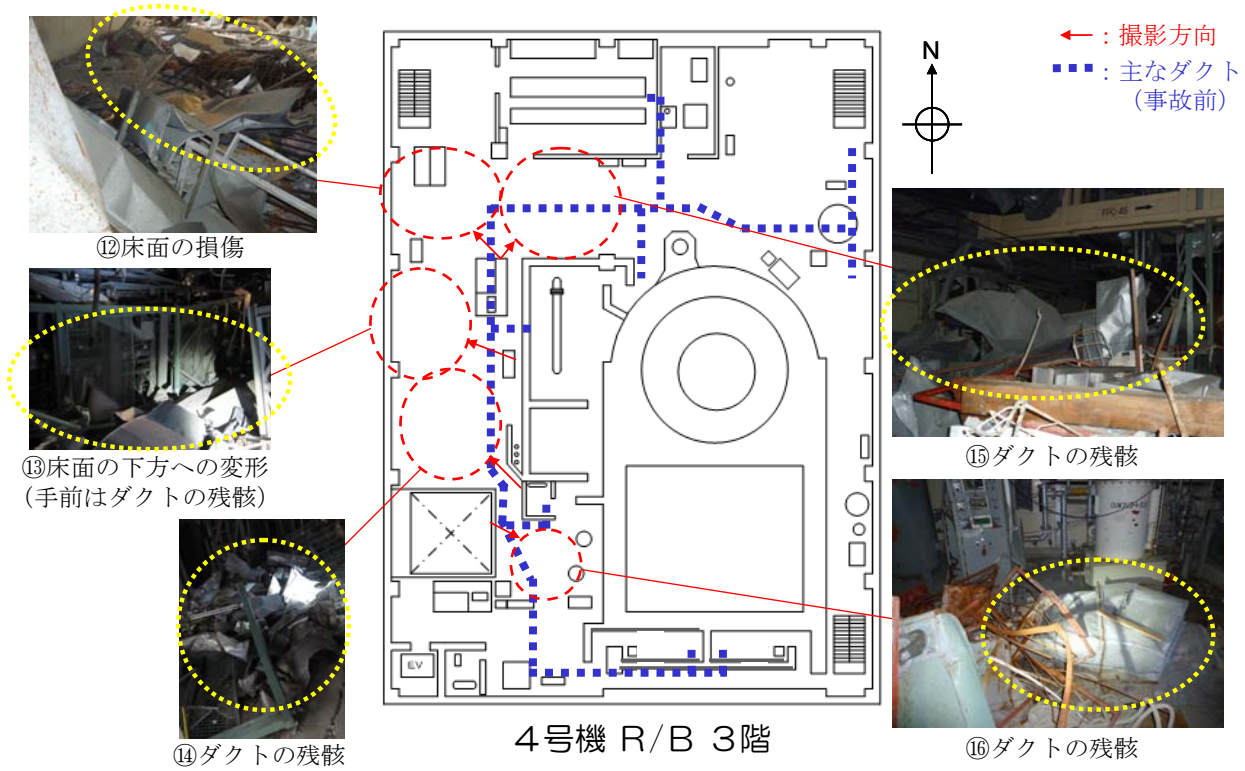 ←：撮影方向
：主なダクト
（事故前）
N
⑫床面の損傷
⑬床面の下方への変形
（手前はダクトの残骸）
⑭ダクトの残骸
⑮ダクトの残骸
⑯ダクトの残骸
EV
４号機 R/B ３階